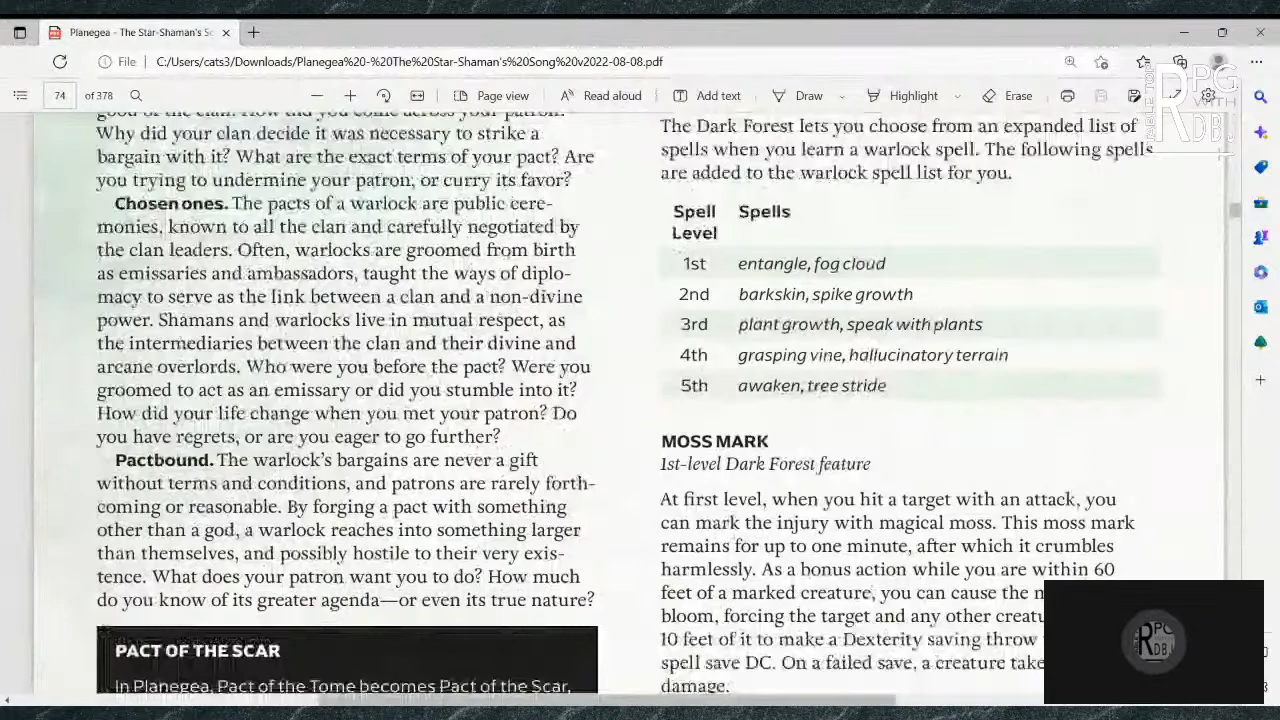 Planegea - The Star-Shaman's So
File
C:/Users/cats3/Downloads/Planegea%20-%20The%20Star-Shaman's%20Song%20v2022-08-08.pdf
74 of 378
Page view
Read aloud
Add text
Draw
Highlight
Erase
RPG
WITH
RDBL
TABLE TOP
good of the clan. How did you come across your patron?
Why did your clan decide it was necessary to strike a
bargain with it? What are the exact terms of your pact? Are
you trying to undermine your patron, or curry its favor?
Chosen ones. The pacts of a warlock are public cere-
monies, known to all the clan and carefully negotiated by
the clan leaders. Often, warlocks are groomed from birth
as emissaries and ambassadors, taught the ways of diplo-
macy to serve as the link between a clan and a non-divine
power. Shamans and warlocks live in mutual respect, as
the intermediaries between the clan and their divine and
arcane overlords. Who were you before the pact? Were you
groomed to act as an emissary or did you stumble into it?
How did your life change when you met your patron? Do
you have regrets, or are you eager to go further?
Pactbound. The warlock's bargains are never a gift
without terms and conditions, and patrons are rarely forth-
coming or reasonable. By forging a pact with something
other than a god, a warlock reaches into something larger
than themselves, and possibly hostile to their very exis-
tence. What does your patron want you to do? How much
do you know of its greater agenda—or even its true nature?
PACT OF THE SCAR
In Planegea, Pact of the Tome becomes Pact of the Scar,
The Dark Forest lets you choose from an expanded list of
spells when you learn a warlock spell. The following spells
are added to the warlock spell list for you.
Spell Spells
Level
1st entangle, fog cloud
2nd barkskin, spike growth
3rd plant growth, speak with plants
4th grasping vine, hallucinatory terrain
5th awaken, tree stride
MOSS MARK
1st-level Dark Forest feature
At first level, when you hit a target with an attack, you
can mark the injury with magical moss. This moss mark
remains for up to one minute, after which it crumbles
harmlessly. As a bonus action while you are within 60
feet of a marked creature, you can cause the m
bloom, forcing the target and any other creatu
10 feet of it to make a Dexterity saving throw
spell save DC. On a failed save, a creature take
damage.
RPG
RDBL